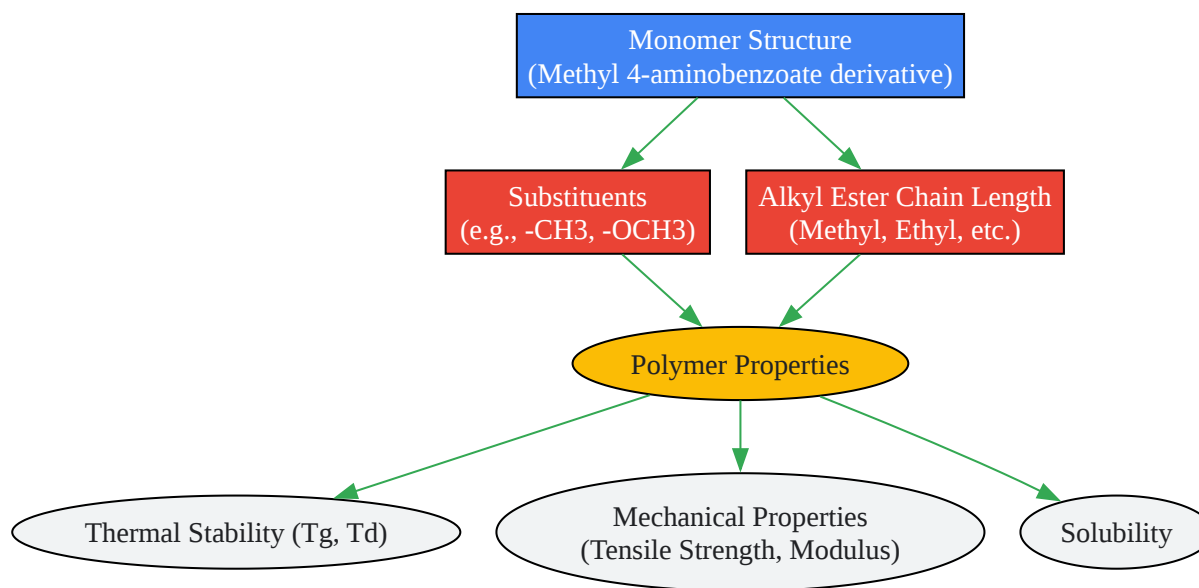 Monomer Structure
(Methyl 4-aminobenzoate derivative)
Substituents
(e.g., -CH3, -OCH3)
Alkyl Ester Chain Length
(Methyl, Ethyl, etc.)
Polymer Properties
Thermal Stability (Tg, Td)
Mechanical Properties
(Tensile Strength, Modulus)
Solubility